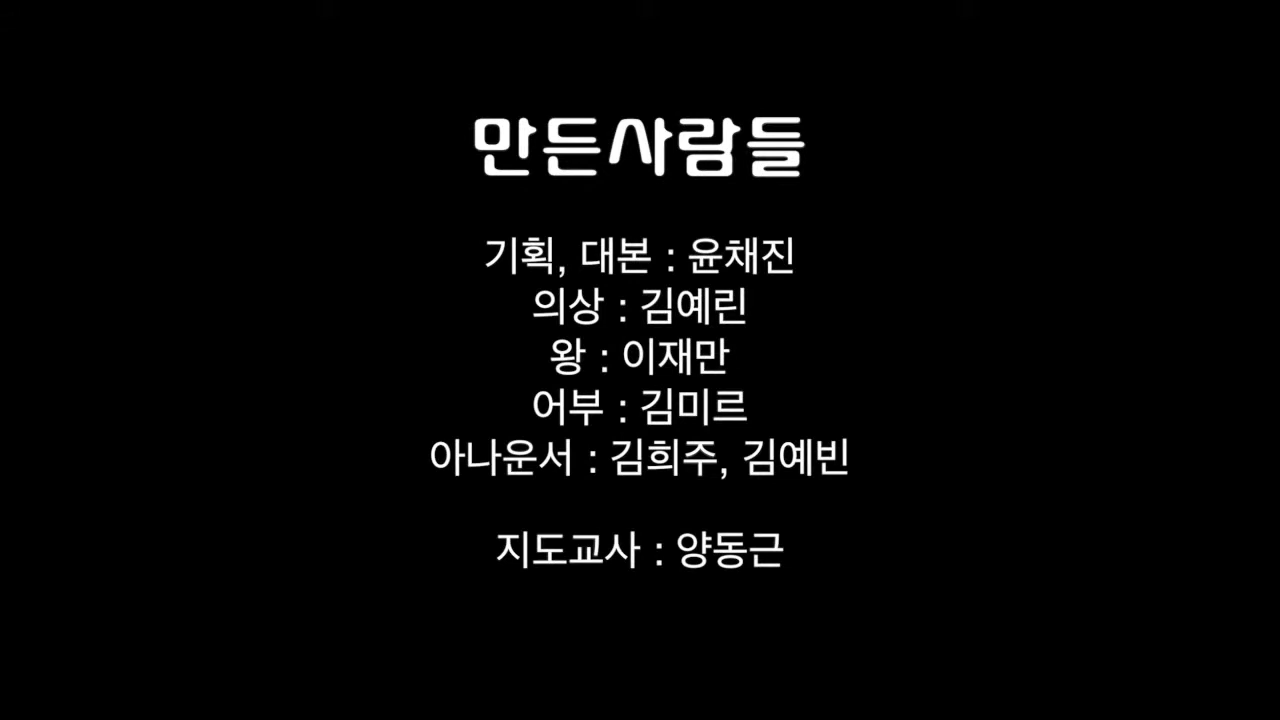 만든사람들
기획, 대본 : 윤채진
의상 : 김예린
왕 : 이재만
어부 : 김미르
아나운서 : 김희주, 김예빈
지도교사 : 양동근